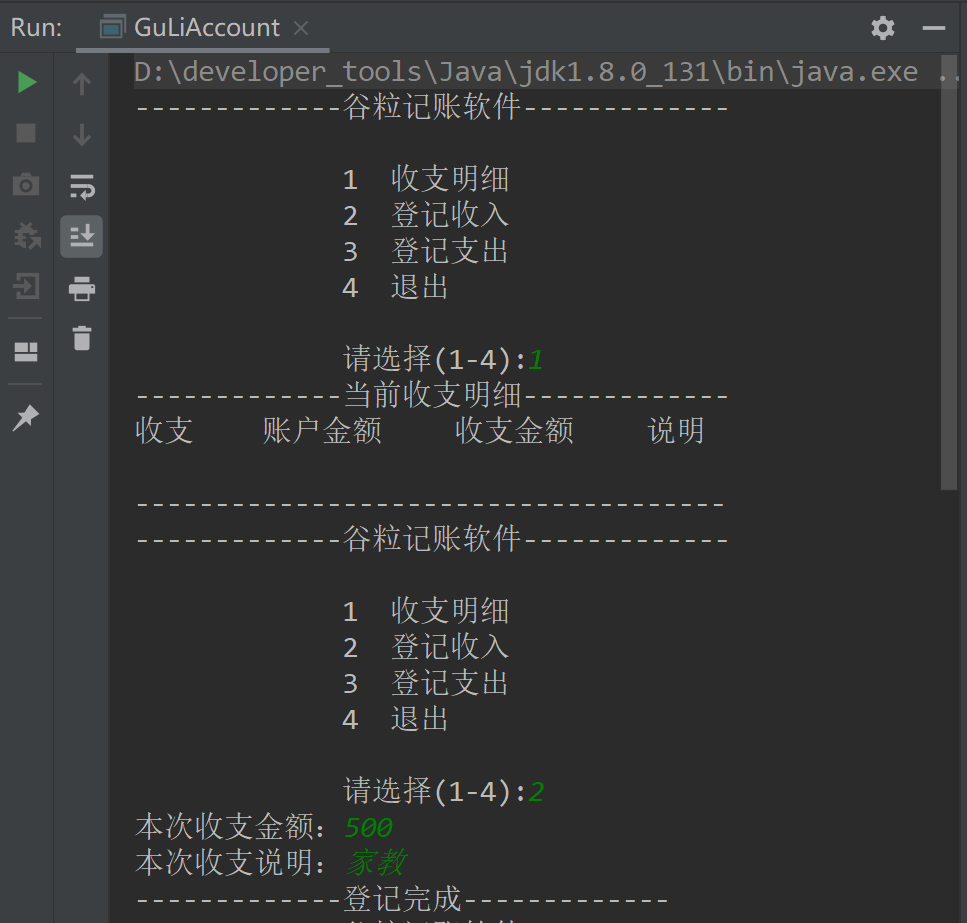 Run: GuLiAccount
D:\developer_tools\Java\jdk1.8.0_131\bin\java.exe ..
-------------谷粒记账软件-------------
1 收支明细
2 登记收入
3 登记支出
4 退出
请选择(1-4):1
-------------当前收支明细-------------
收支 账户金额 收支金额 说明
-------------------------------------
-------------谷粒记账软件-------------
1 收支明细
2 登记收入
3 登记支出
4 退出
请选择(1-4):2
本次收支金额：500
本次收支说明：家教
-------------登记完成-------------